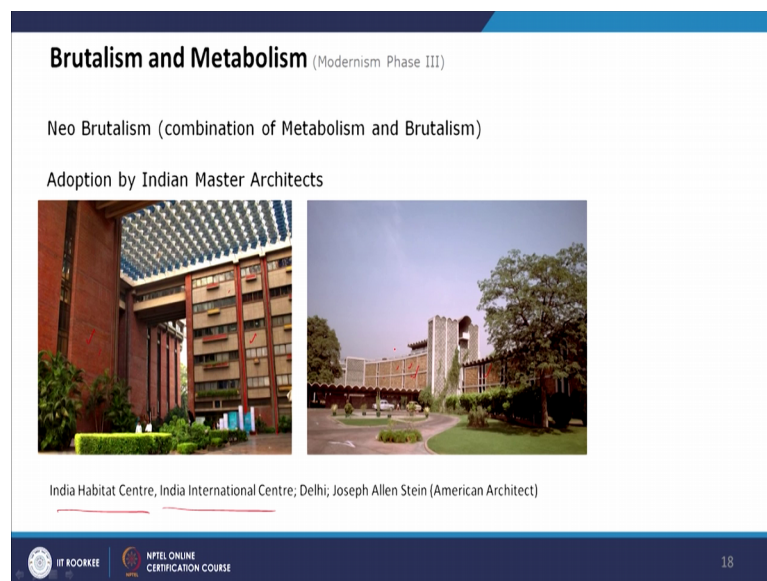 Brutalism and Metabolism (Modernism Phase III)
Neo Brutalism (combination of Metabolism and Brutalism)
Adoption by Indian Master Architects
India Habitat Centre, India International Centre; Delhi; Joseph Allen Stein (American Architect)
IIT ROORKEE
NPTEL ONLINE
CERTIFICATION COURSE
NPTEL
18